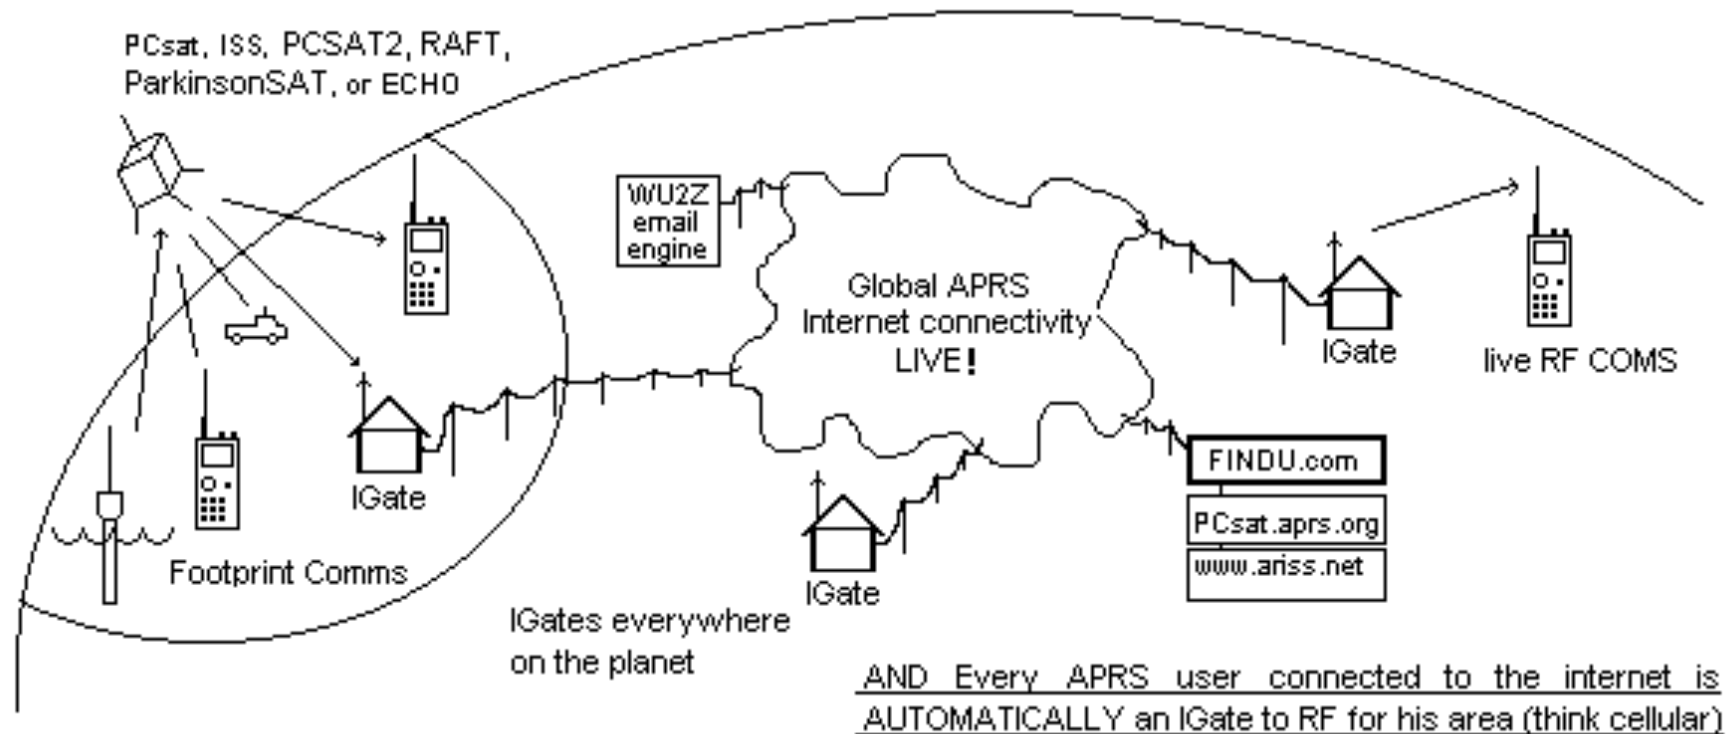 PCsat, ISS, PCSAT2, RAFT,
ParkinsonSAT, or ECHO
WU2Z
email
engine
Global APRS
Internet connectivity
LIVE!
IGate
live RF COMS
FINDU.com
PCsat.aprs.org
www.ariss.net
IGate
Footprint Comms
IGate
IGates everywhere
on the planet
AND Every APRS user connected to the internet is
AUTOMATICALLY an IGate to RF for his area (think cellular)